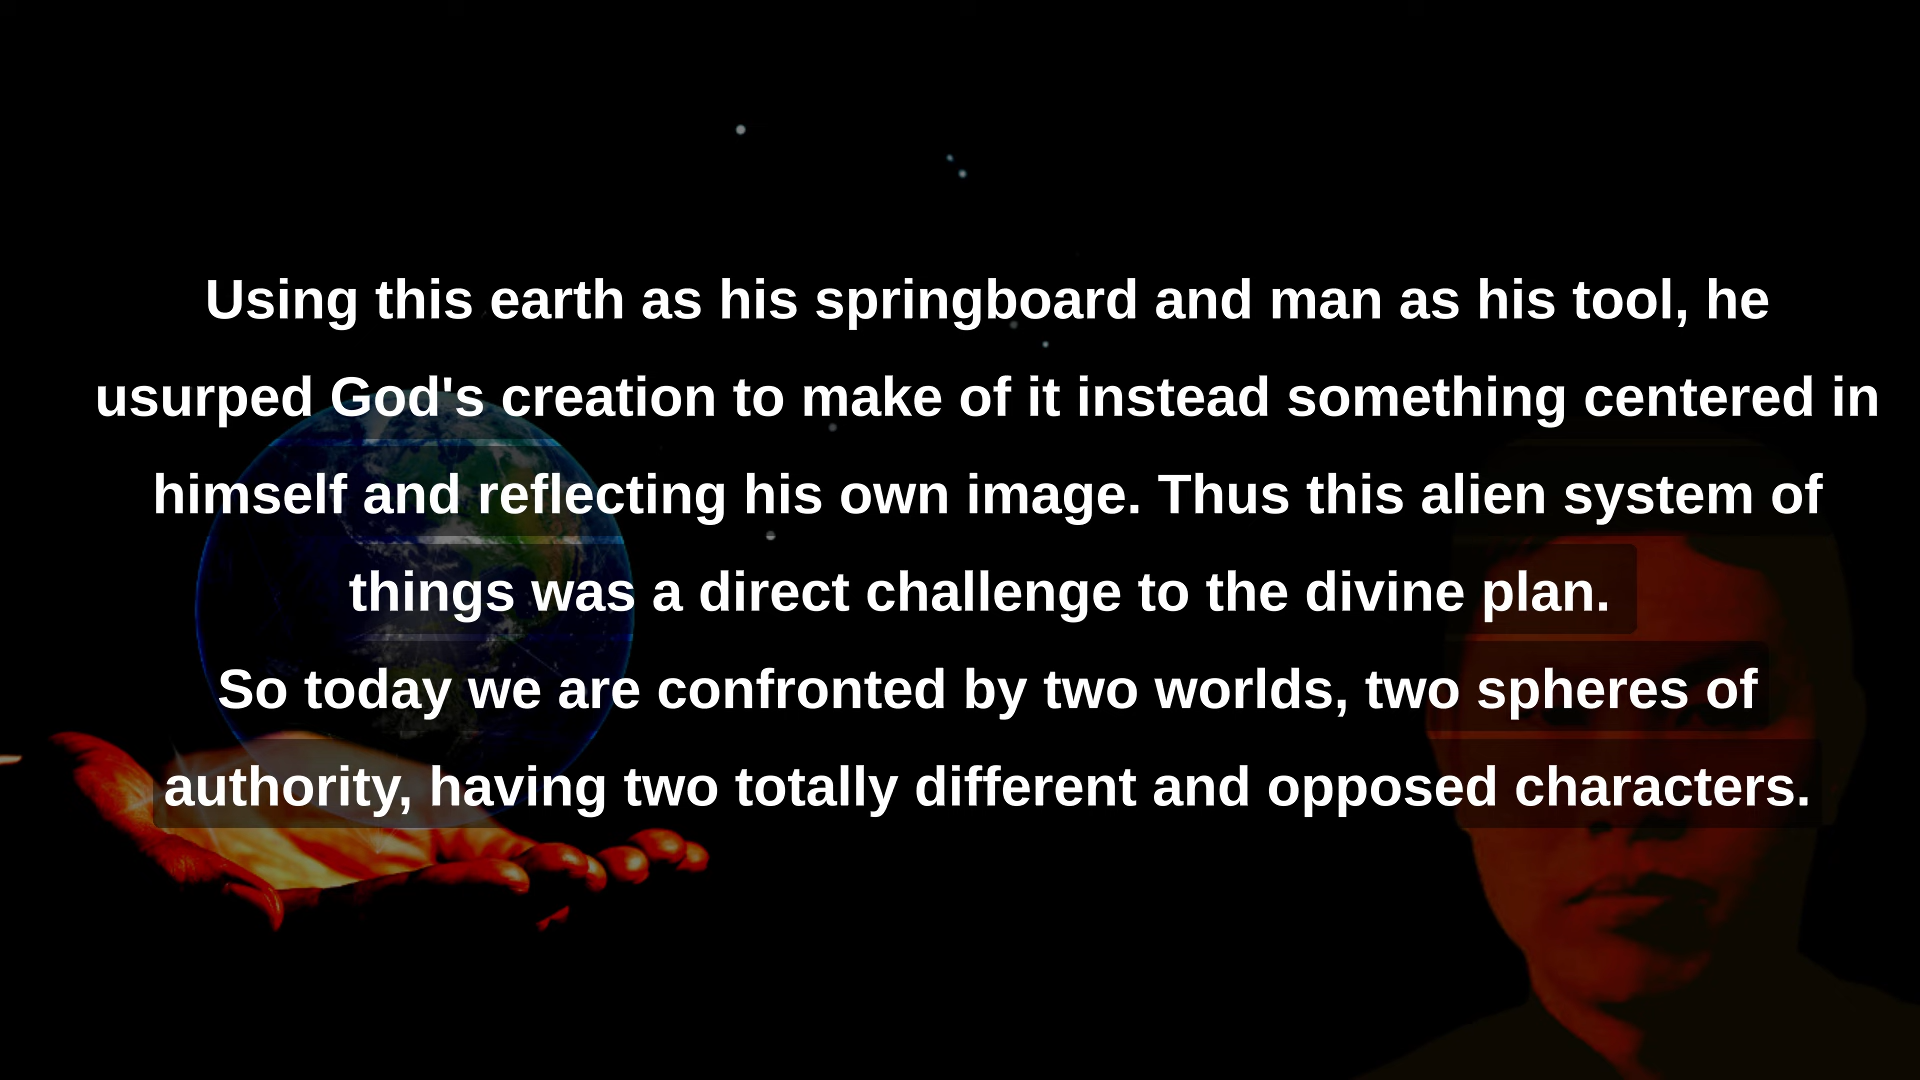 Using this earth as his springboard and man as his tool, he
usurped God's creation to make of it instead something centered in
himself and reflecting his own image. Thus this alien system of
things was a direct challenge to the divine plan.
So today we are confronted by two worlds, two spheres of
authority, having two totally different and opposed characters.